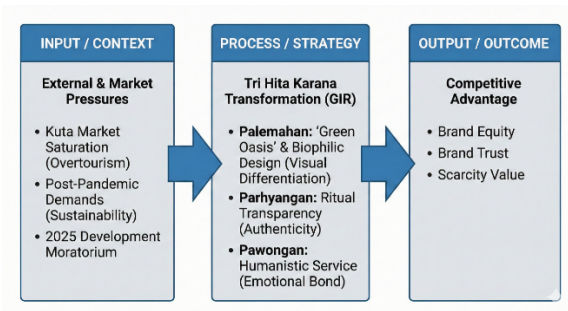 INPUT / CONTEXT
External & Market
Pressures
• Kuta Market
Saturation
(Overtourism)
• Post-Pandemic
Demands
(Sustainability)
• 2025 Development
Moratorium
PROCESS / STRATEGY
Tri Hita Karana
Transformation (GIR)
• Palemahan: ‘Green
Oasis’ & Biophilic
Design (Visual
Differentiation)
• Parhyangan: Ritual
Transparency
(Authenticity)
• Pawongan:
Humanistic Service
(Emotional Bond)
OUTPUT / OUTCOME
Competitive
Advantage
• Brand Equity
• Brand Trust
• Scarcity Value